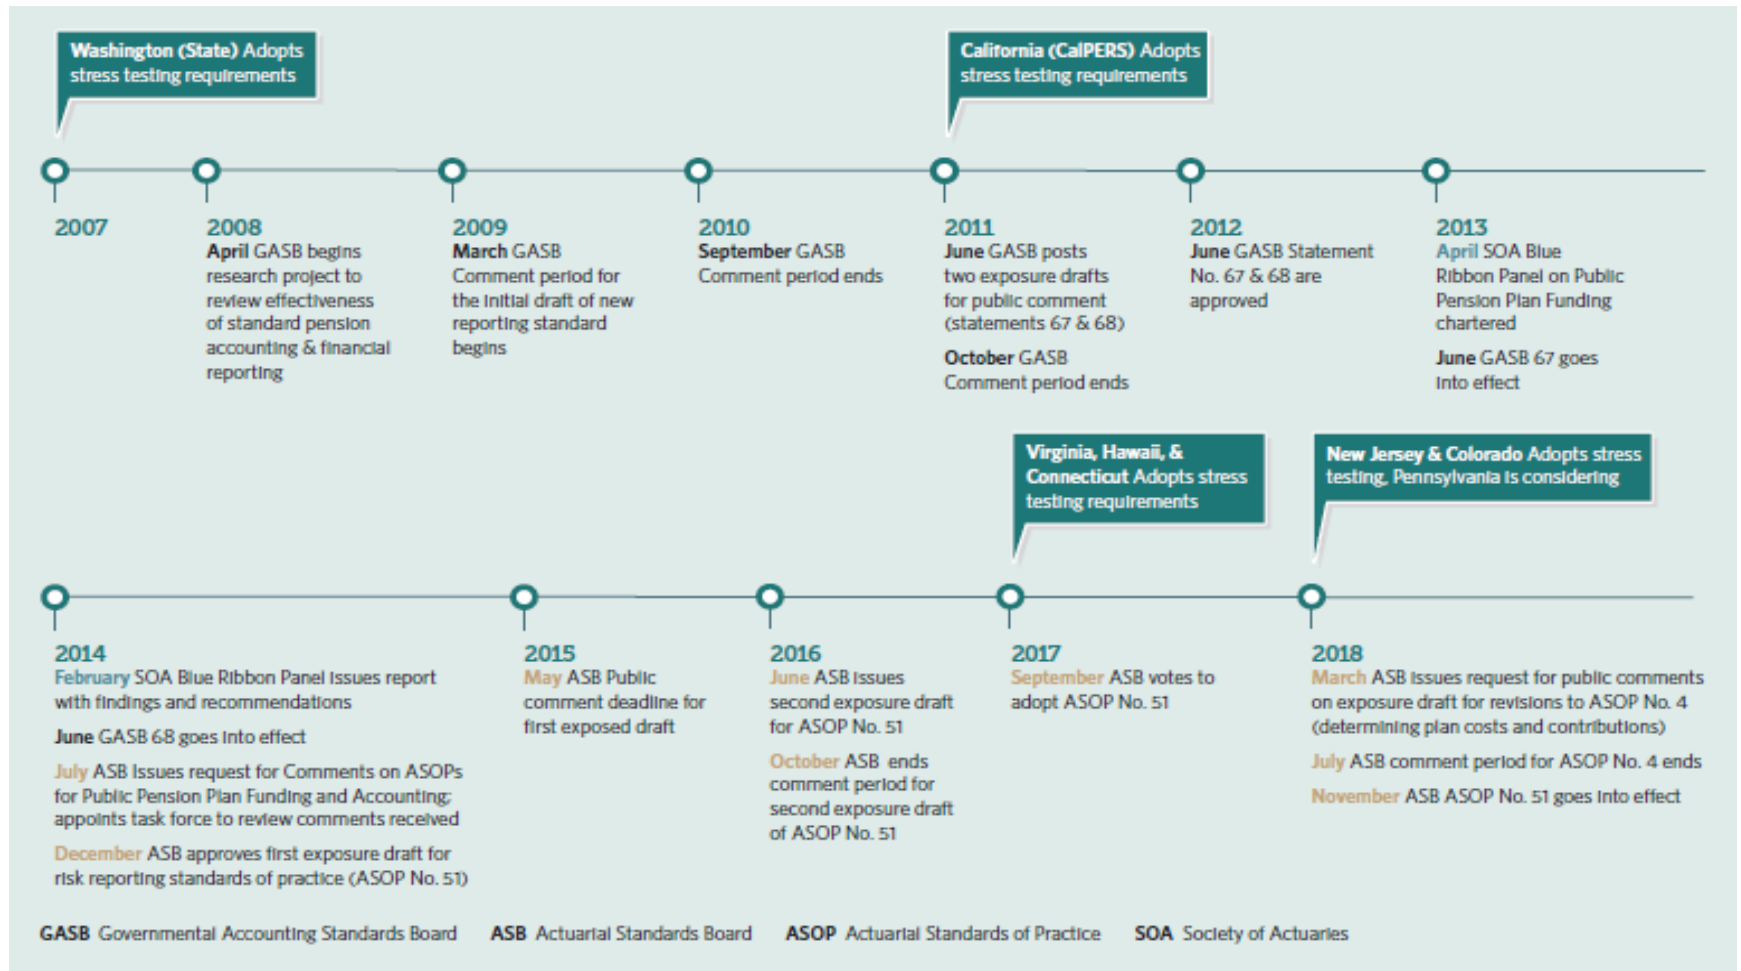 Washington (State) Adopts
stress testing requirements
California (CalPERS) Adopts
stress testing requirements
2007
2008
April GASB begins
research project to
review effectiveness
of standard pension
accounting & financial
reporting
2009
March GASB
Comment period for
the initial draft of new
reporting standard
begins
2010
September GASB
Comment period ends
2011
June GASB posts
two exposure drafts
for public comment
(statements 67 & 68)
October GASB
Comment period ends
2012
June GASB Statement
No. 67 & 68 are
approved
2013
April SOA Blue
Ribbon Panel on Public
Pension Plan Funding
chartered
June GASB 67 goes
into effect
Virginia, Hawaii, &
Connecticut Adopts stress
testing requirements
New Jersey & Colorado Adopts stress
testing, Pennsylvania is considering
2014
February SOA Blue Ribbon Panel issues report
with findings and recommendations
June GASB 68 goes into effect
July ASB Issues request for Comments on ASOPs
for Public Pension Plan Funding and Accounting;
appoints task force to review comments received
December ASB approves first exposure draft for
risk reporting standards of practice (ASOP No. 51)
2015
May ASB Public
comment deadline for
first exposed draft
2016
June ASB issues
second exposure draft
for ASOP No. 51
October ASB ends
comment period for
second exposure draft
of ASOP No. 51
2017
September ASB votes to
adopt ASOP No. 51
2018
March ASB issues request for public comments
on exposure draft for revisions to ASOP No. 4
(determining plan costs and contributions)
July ASB comment period for ASOP No. 4 ends
November ASB ASOP No. 51 goes into effect
GASB Governmental Accounting Standards Board ASB Actuarial Standards Board ASOP Actuarial Standards of Practice SOA Society of Actuaries